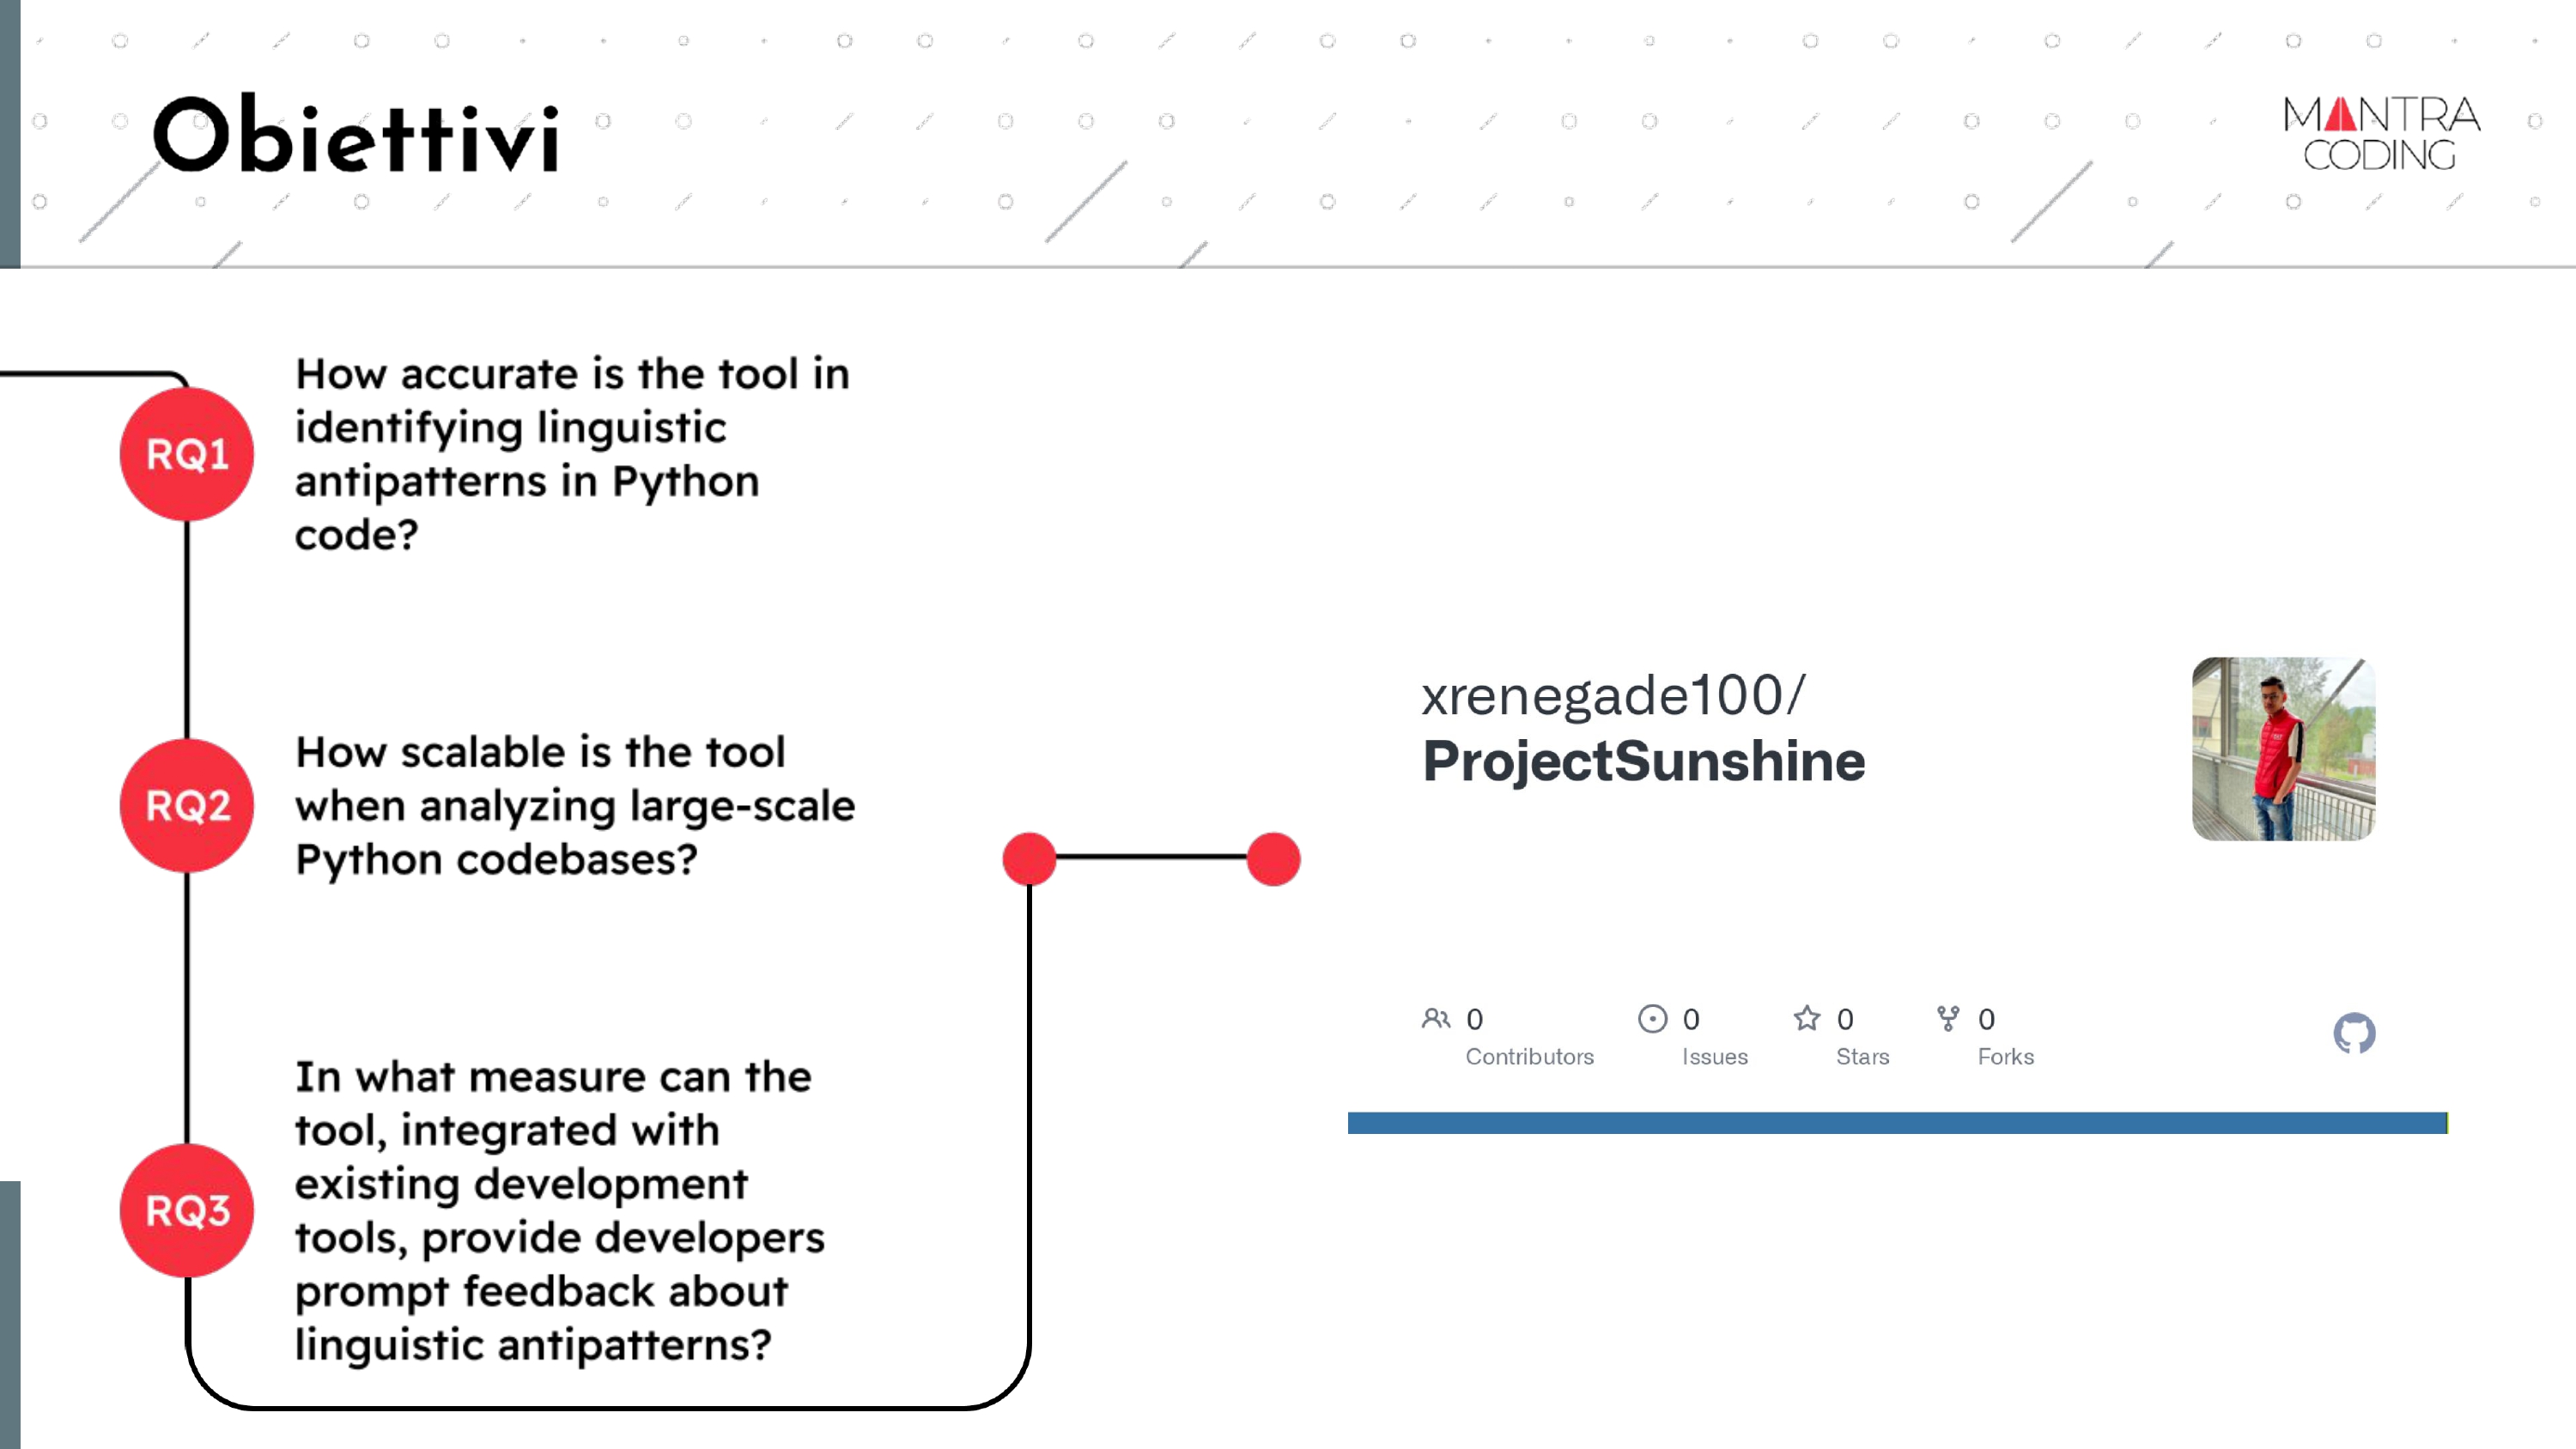 Obiettivi
MANTRA
CODING
RQ1
How accurate is the tool in
identifying linguistic
antipatterns in Python
code?
RQ2
How scalable is the tool
when analyzing large-scale
Python codebases?
RQ3
In what measure can the
tool, integrated with
existing development
tools, provide developers
prompt feedback about
linguistic antipatterns?
xrenegade100/
ProjectSunshine
0 0 0 0
Contributors Issues Stars Forks